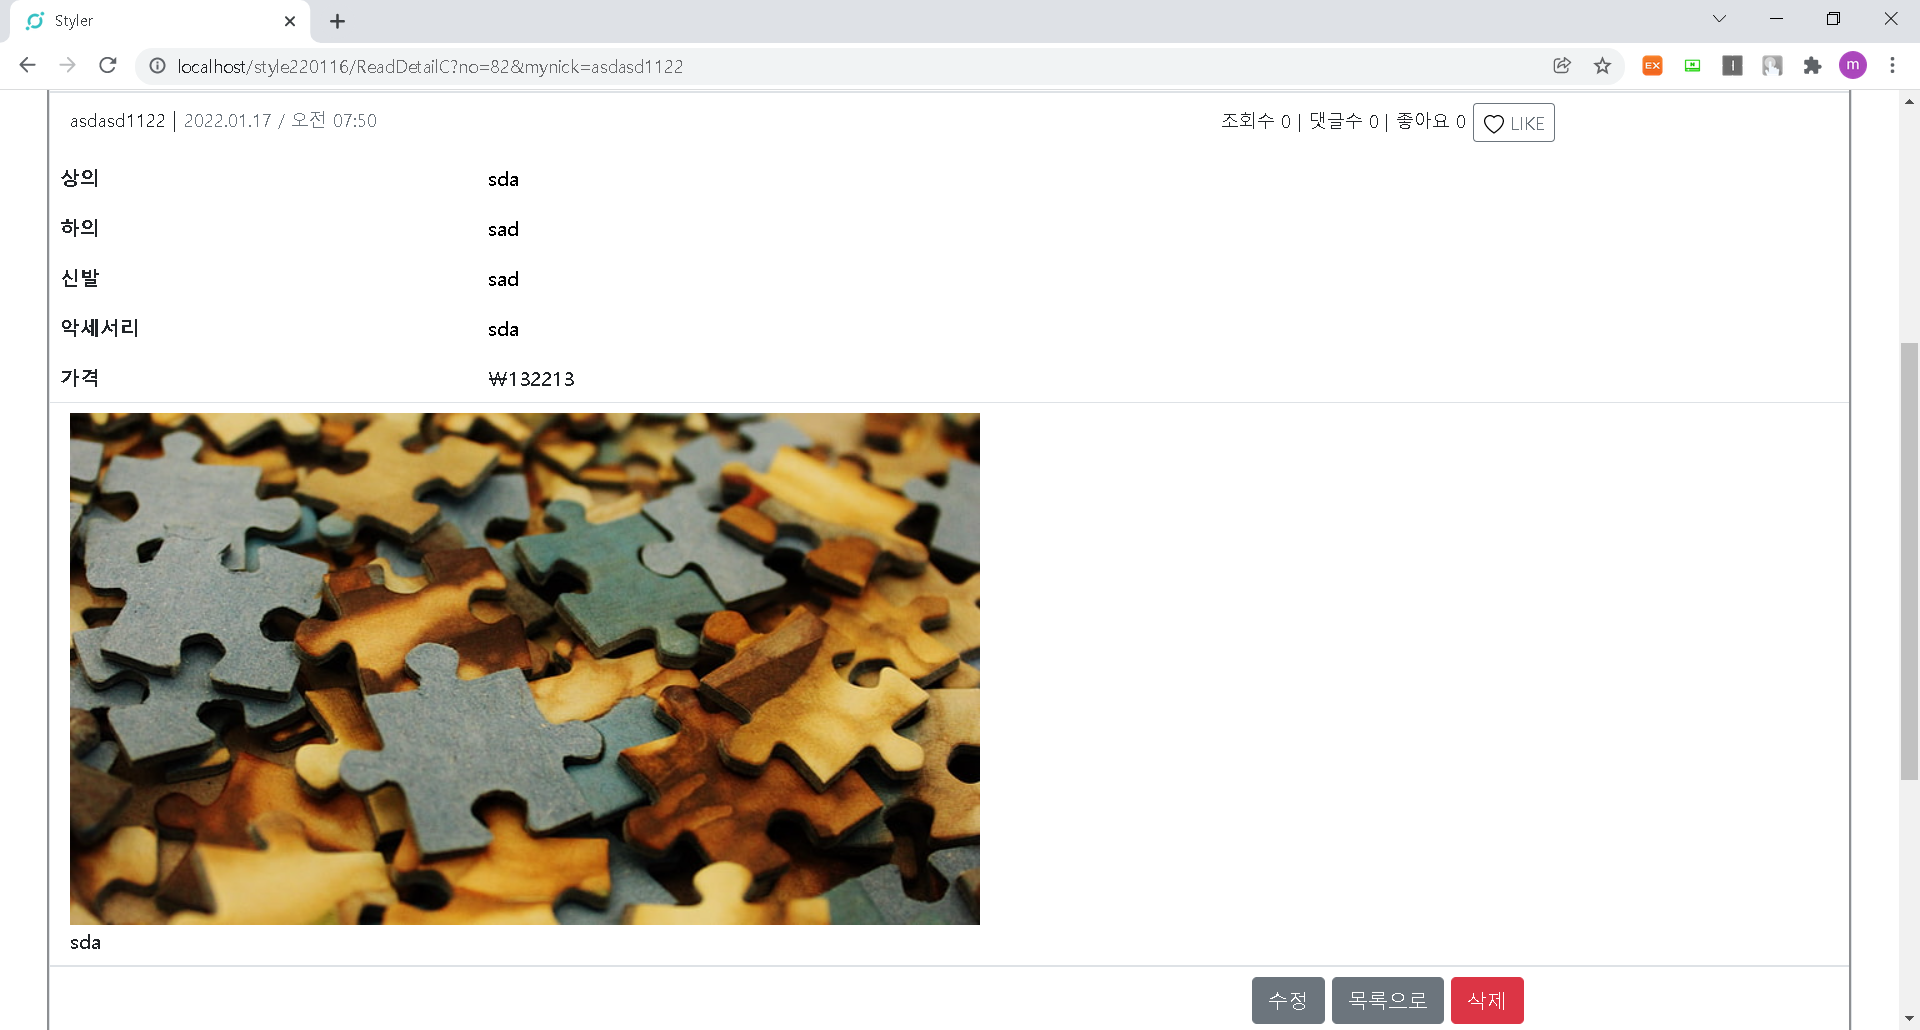 Styler
localhost/style220116/ReadDetailC?no=82&mynick=asdasd1122
EX
m
asdasd1122 | 2022.01.17 / 오전 07:50
조회수 0 | 댓글수 0 | 좋아요 0 LIKE
상의 sda
하의 sad
신발 sad
악세서리 sda
가격 ₩132213
sda
수정 목록으로 삭제